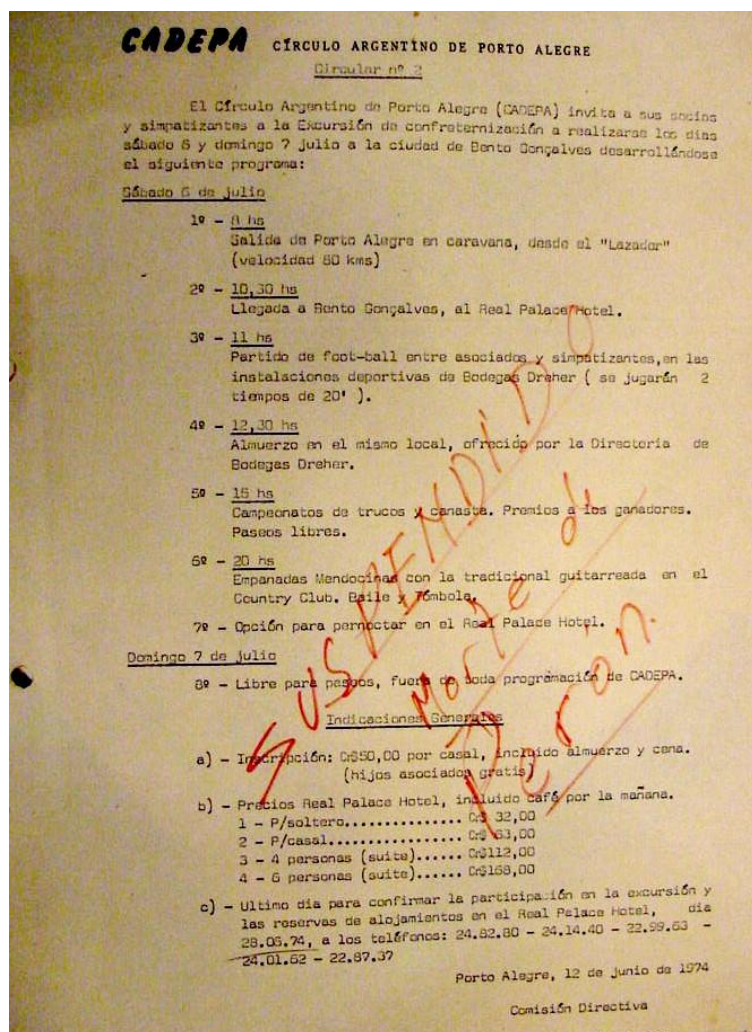 CADEPA CÍRCULO ARGENTINO DE PORTO ALEGRE
Circular nº 2
El Círculo Argentino de Porto Alegre (CADEPA) invita a sus socios
y simpatizantes a la Excursión de confraternización a realizarse los dias
sábado 6 y domingo 7 julio a la ciudad de Bento Gonçalves desarrollándose
el siguiente programa:
Sábado 6 de julio
1º - 8 hs
Salida de Porto Alegre en caravana, desde el "Lazador"
(velocidad 80 kms)
2º - 10,30 hs
Llegada a Bento Gonçalves, al Real Palace Hotel.
3º - 11 hs
Partido de foot-ball entre asociados y simpatizantes,en las
instalaciones deportivas de Bodegas Dreher ( se jugarán 2
tiempos de 20' ).
4º - 12,30 hs
Almuerzo en el mismo local, ofrecido por la Directoria de
Bodegas Dreher.
5º - 15 hs
Campeonatos de trucos y canasta. Premios a los ganadores.
Paseos libres.
6º - 20 hs
Empanadas Mendocinas con la tradicional guitarreada en el
Country Club. Baile y Tómbola.
7º - Opción para pernoctar en el Real Palace Hotel.
Domingo 7 de julio
8º - Libre para paseos, fuera de toda programación de CADEPA.
Indicaciones Generales
a) - Inscripción: Cr$50,00 por casal, incluido almuerzo y cena.
(hijos asociados gratis)
b) - Precios Real Palace Hotel, incluido café por la mañana.
1 - P/soltero............... Cr$ 32,00
2 - P/casal................. Cr$ 63,00
3 - 4 personas (suite)...... Cr$112,00
4 - 6 personas (suite)...... Cr$168,00
c) - Ultimo dia para confirmar la participación en la excursión y
las reservas de alojamientos en el Real Palace Hotel, dia
28.06.74, a los teléfonos: 24.82.80 - 24.14.40 - 22.99.63 -
24.01.62 - 22.87.37
Porto Alegre, 12 de junio de 1974
Comisión Directiva
SUSPENDIDO
Morte de
Perón.